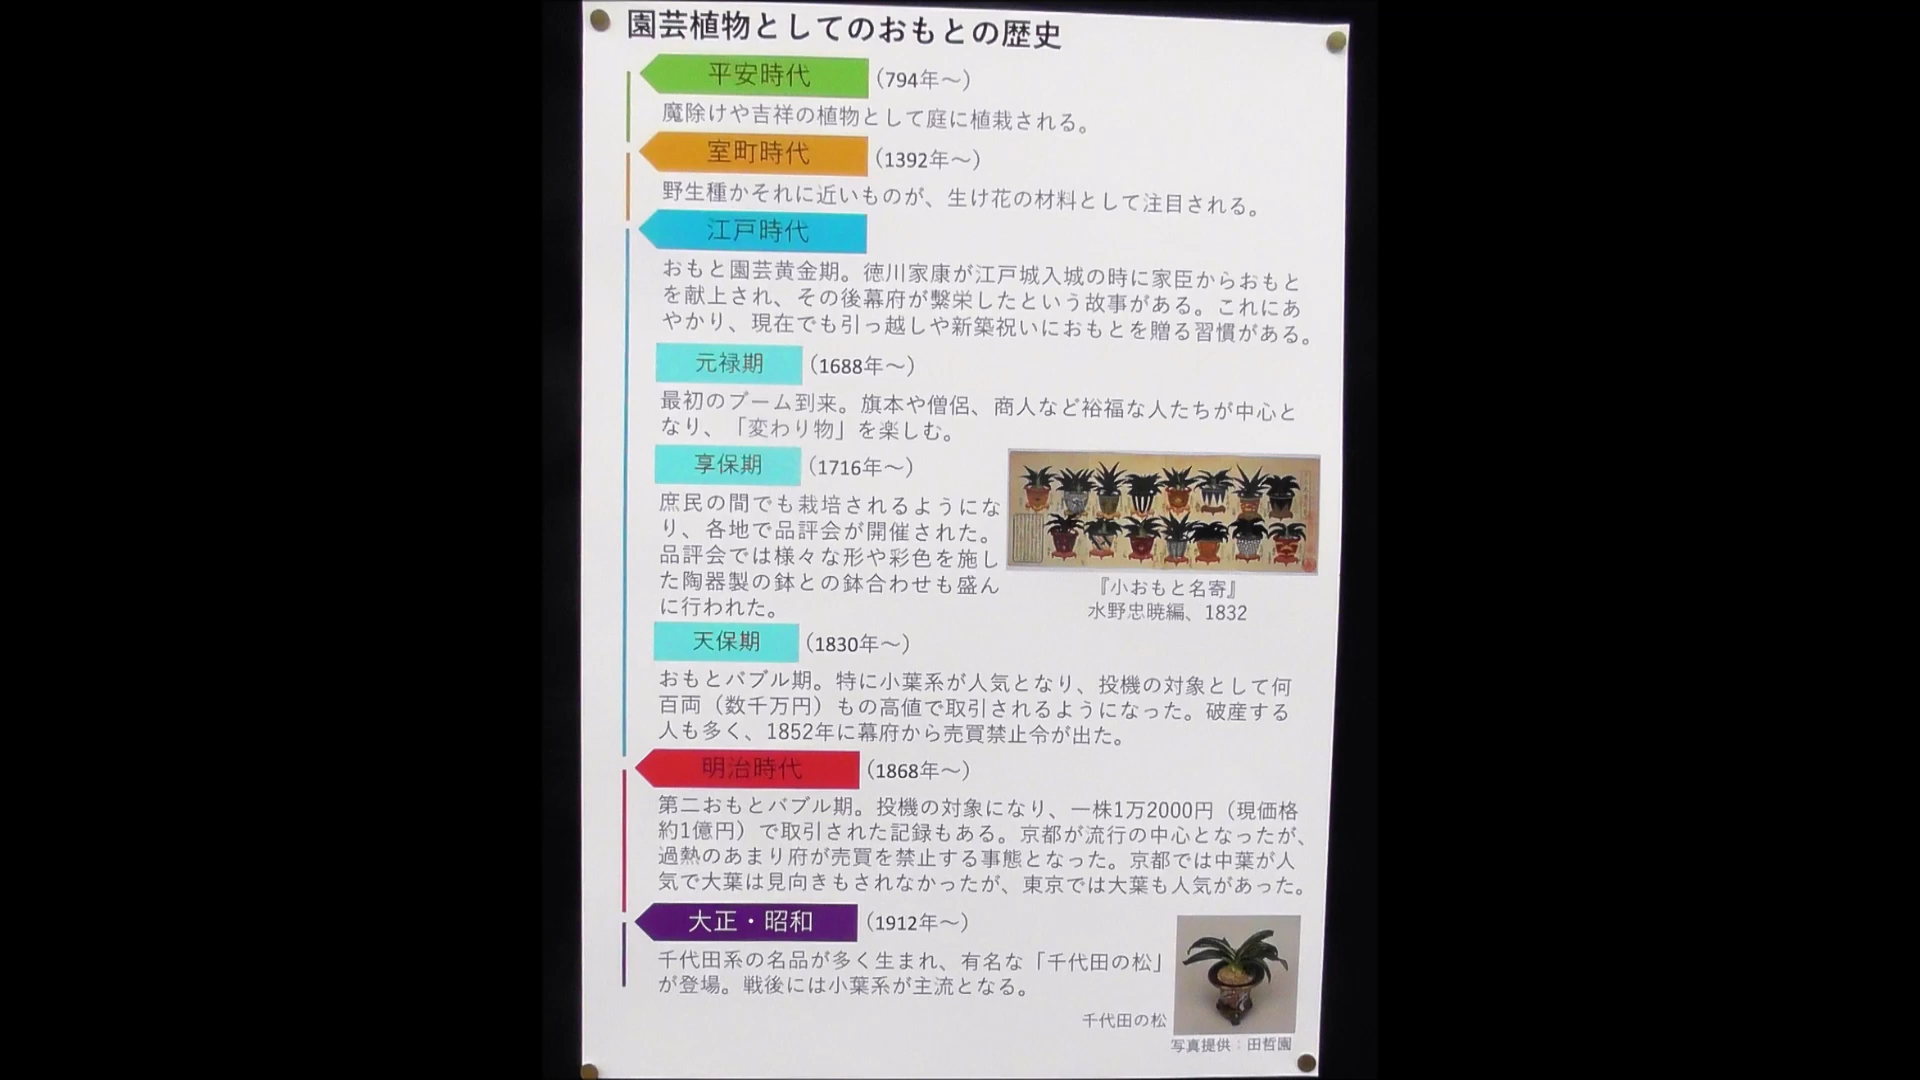 園芸植物としてのおもとの歴史
平安時代 (794年〜)
魔除けや吉祥の植物として庭に植栽される。
室町時代 (1392年〜)
野生種かそれに近いものが、生け花の材料として注目される。
江戸時代
おもと園芸黄金期。徳川家康が江戸城入城の時に家臣からおもと
を献上され、その後幕府が繫栄したという故事がある。これにあ
やかり、現在でも引っ越しや新築祝いにおもとを贈る習慣がある。
元禄期 (1688年〜)
最初のブーム到来。旗本や僧侶、商人など裕福な人たちが中心と
なり、「変わり物」を楽しむ。
享保期 (1716年〜)
庶民の間でも栽培されるようにな
り、各地で品評会が開催された。
品評会では様々な形や彩色を施し
た陶器製の鉢との鉢合わせも盛ん
に行われた。
『小おもと名寄』
水野忠暁編、1832
天保期 (1830年〜)
おもとバブル期。特に小葉系が人気となり、投機の対象として何
百両（数千万円）もの高値で取引されるようになった。破産する
人も多く、1852年に幕府から売買禁止令が出た。
明治時代 (1868年〜)
第二おもとバブル期。投機の対象になり、一株1万2000円（現価格
約1億円）で取引された記録もある。京都が流行の中心となったが、
過熱のあまり府が売買を禁止する事態となった。京都では中葉が人
気で大葉は見向きもされなかったが、東京では大葉も人気があった。
大正・昭和 (1912年〜)
千代田系の名品が多く生まれ、有名な「千代田の松」
が登場。戦後には小葉系が主流となる。
千代田の松
写真提供：田哲園